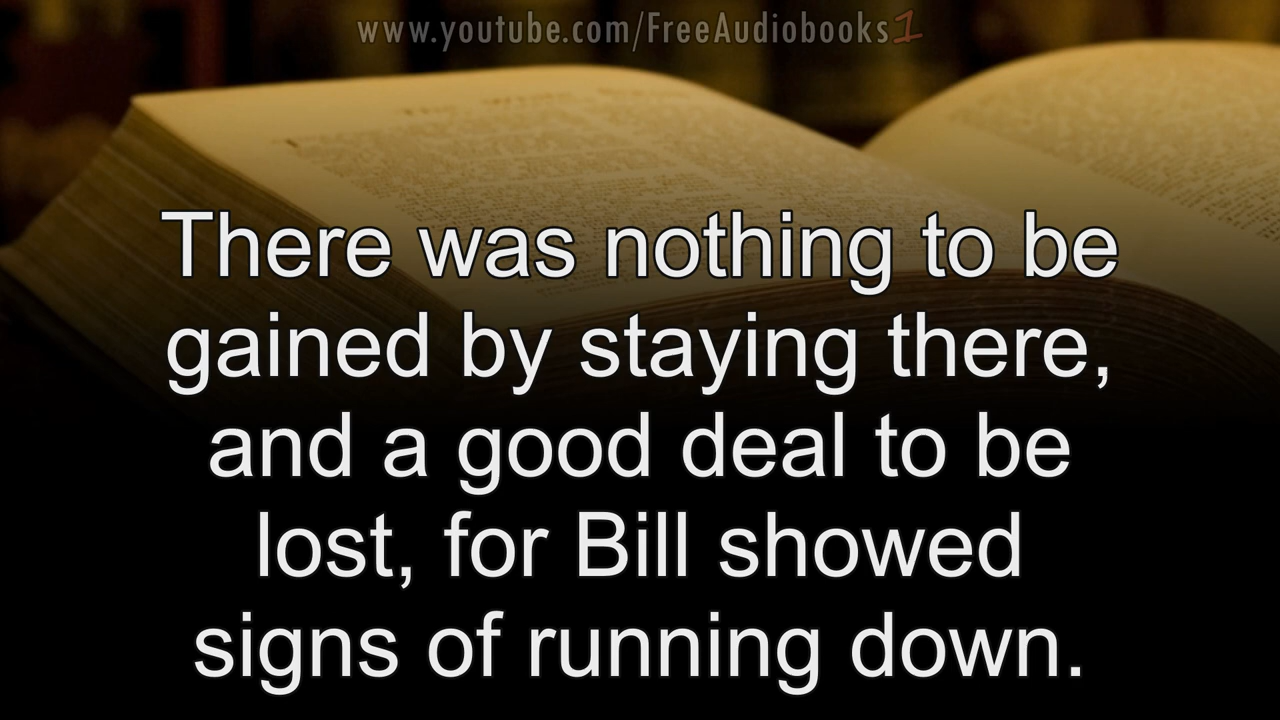 www.youtube.com/FreeAudiobooks1
There was nothing to be
gained by staying there,
and a good deal to be
lost, for Bill showed
signs of running down.